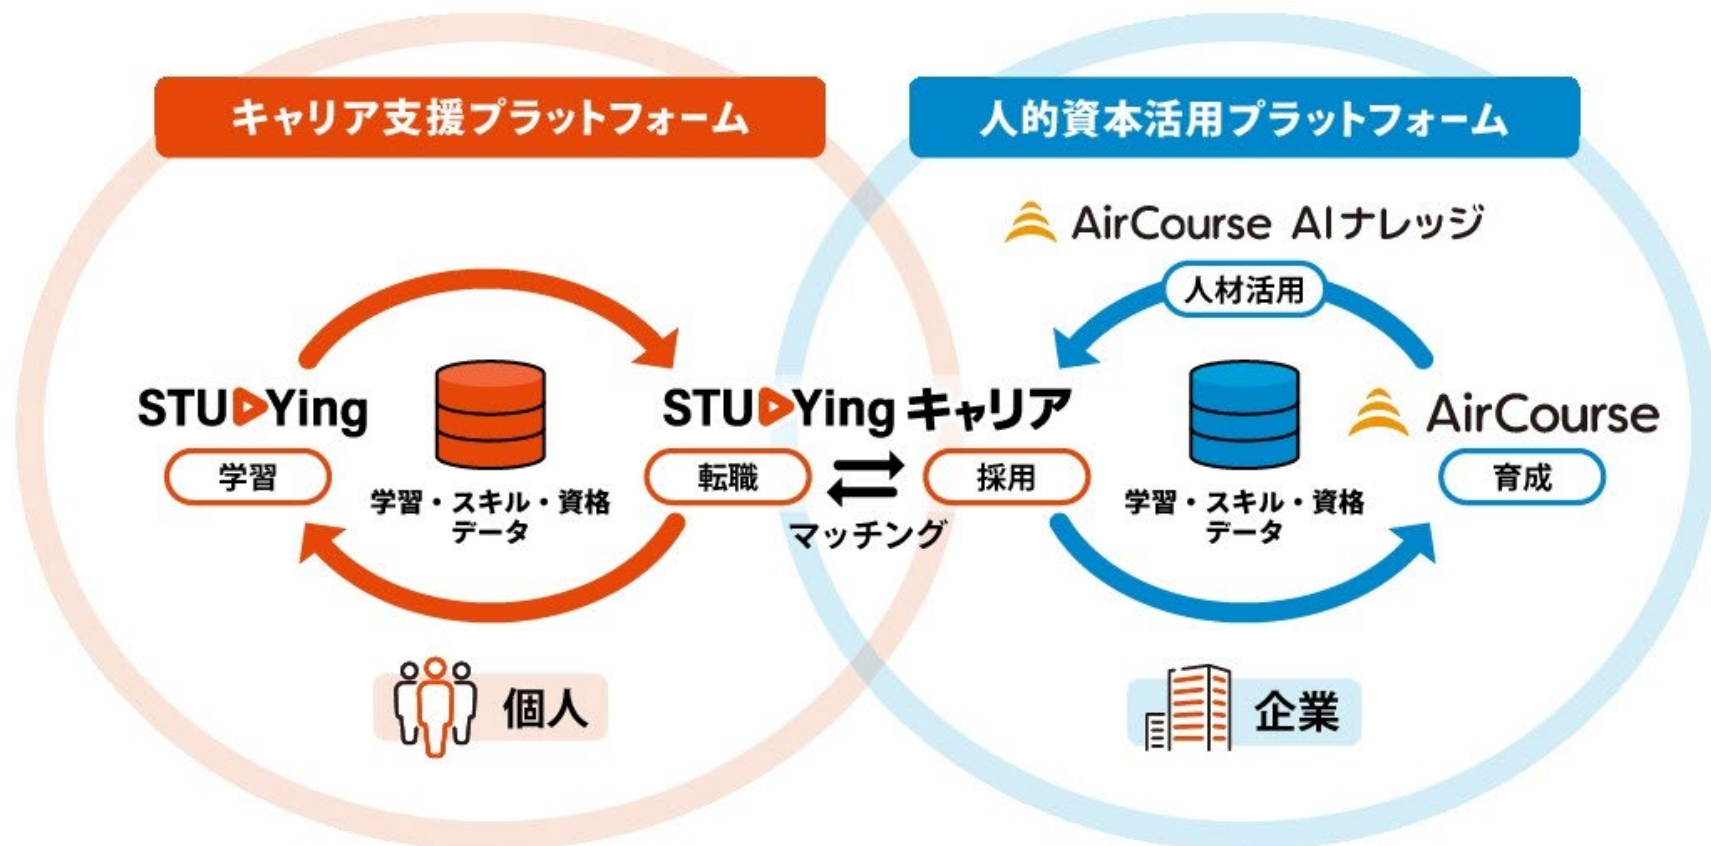 キャリア支援プラットフォーム
人的資本活用プラットフォーム
AirCourse AIナレッジ
人材活用
STUDYing
STUDYing キャリア
AirCourse
学習
転職
採用
育成
学習・スキル・資格
データ
マッチング
学習・スキル・資格
データ
個人
企業